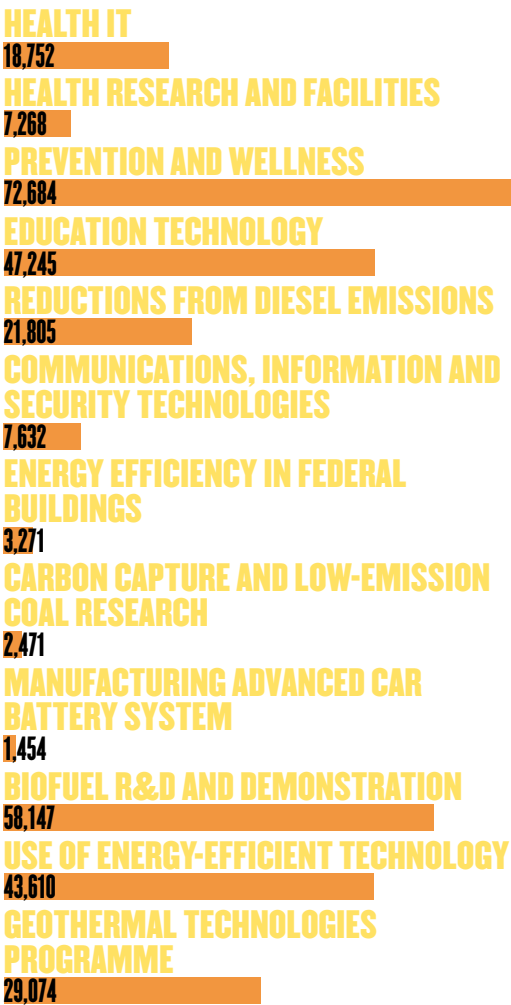 HEALTH IT
18,752
HEALTH RESEARCH AND FACILITIES
7,268
PREVENTION AND WELLNESS
72,684
EDUCATION TECHNOLOGY
47,245
REDUCTIONS FROM DIESEL EMISSIONS
21,805
COMMUNICATIONS, INFORMATION AND
SECURITY TECHNOLOGIES
7,632
ENERGY EFFICIENCY IN FEDERAL
BUILDINGS
3,271
CARBON CAPTURE AND LOW-EMISSION
COAL RESEARCH
2,471
MANUFACTURING ADVANCED CAR
BATTERY SYSTEM
1,454
BIOFUEL R&D AND DEMONSTRATION
58,147
USE OF ENERGY-EFFICIENT TECHNOLOGY
43,610
GEOTHERMAL TECHNOLOGIES
PROGRAMME
29,074